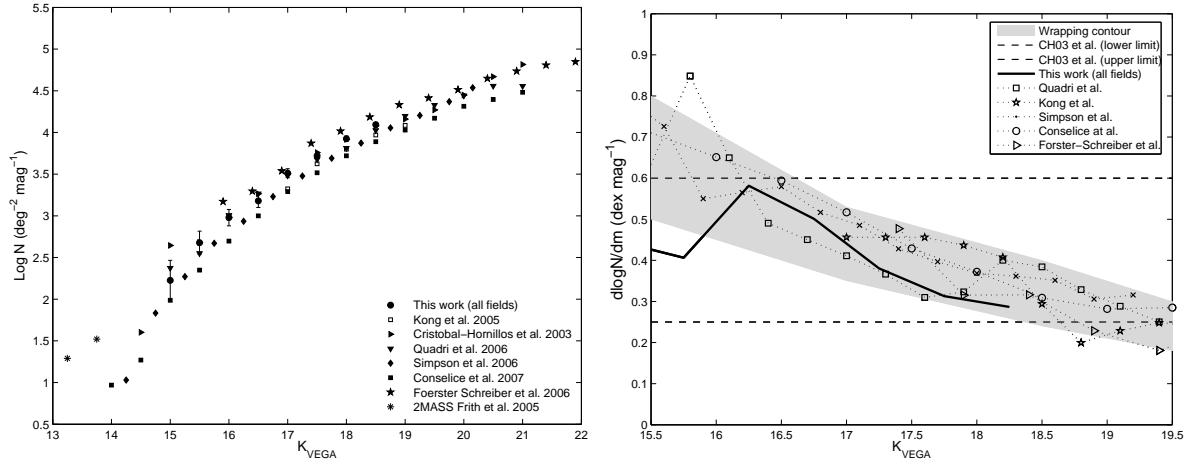 Log N (deg⁻² mag⁻¹)
5.5
5
4.5
4
3.5
3
2.5
2
1.5
1
0.5
This work (all fields)
Kong et al. 2005
Cristobal−Hornillos et al. 2003
Quadri et al. 2006
Simpson et al. 2006
Conselice et al. 2007
Foerster Schreiber et al. 2006
2MASS Frith et al. 2005
13 14 15 16 17 18 19 20 21 22
K_VEGA
dlogN/dm (dex mag⁻¹)
1
0.9
0.8
0.7
0.6
0.5
0.4
0.3
0.2
0.1
0
Wrapping contour
CH03 et al. (lower limit)
CH03 et al. (upper limit)
This work (all fields)
Quadri et al.
Kong et al.
Simpson et al.
Conselice at al.
Forster−Schreiber et al.
15.5 16 16.5 17 17.5 18 18.5 19 19.5
K_VEGA